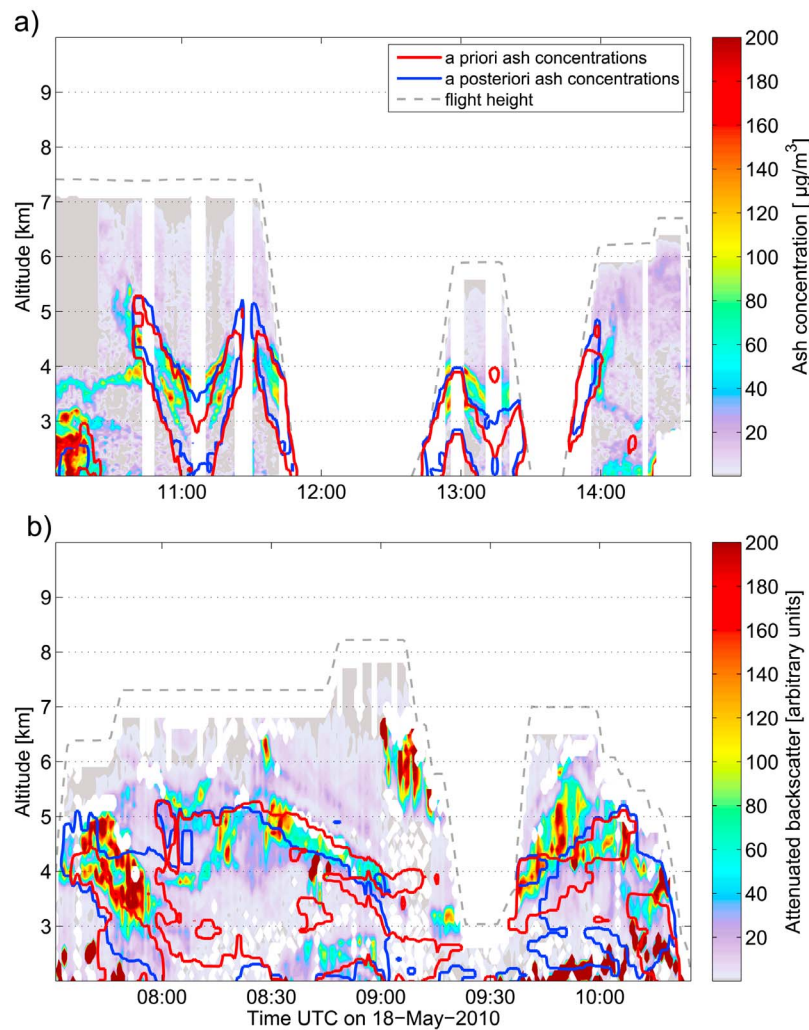 a)
a priori ash concentrations
a posteriori ash concentrations
flight height
Altitude [km]
9
8
7
6
5
4
3
11:00 12:00 13:00 14:00
200
180
160
140
120
100
80
60
40
20
Ash concentration [ μg/m³]
b)
Altitude [km]
9
8
7
6
5
4
3
08:00 08:30 09:00 09:30 10:00
Time UTC on 18−May−2010
200
180
160
140
120
100
80
60
40
20
Attenuated backscatter [arbitrary units]